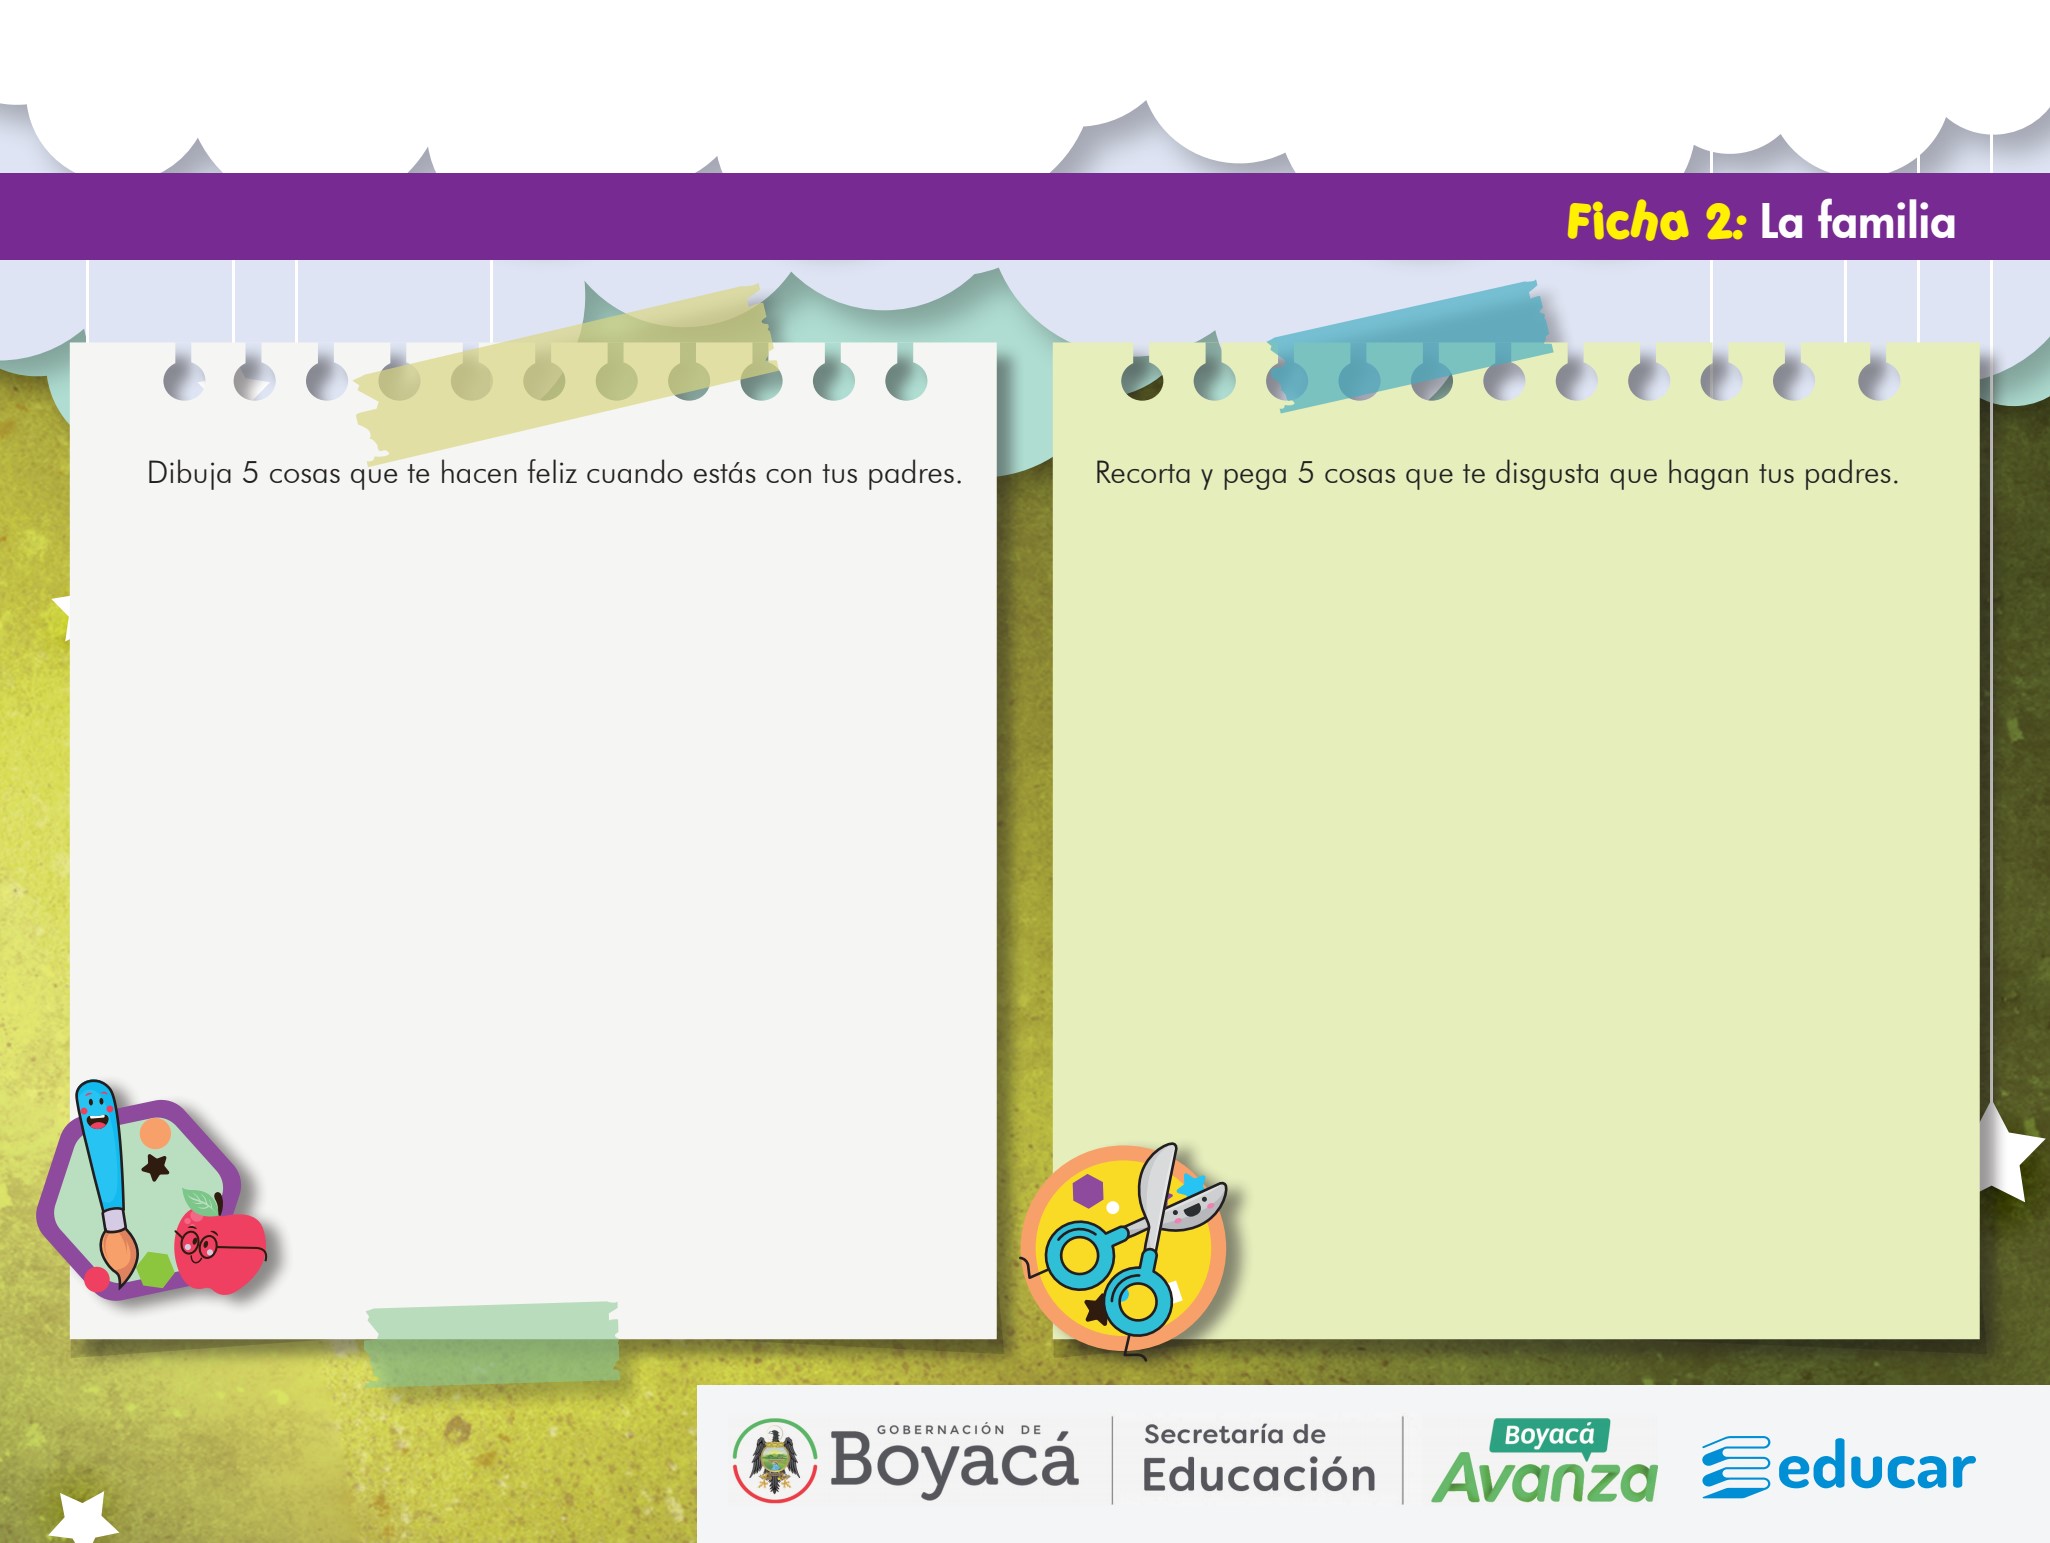 Ficha 2: La familia
Dibuja 5 cosas que te hacen feliz cuando estás con tus padres.
Recorta y pega 5 cosas que te disgusta que hagan tus padres.
GOBERNACIÓN DE
Boyacá
Secretaría de
Educación
Boyacá
Avanza
educar